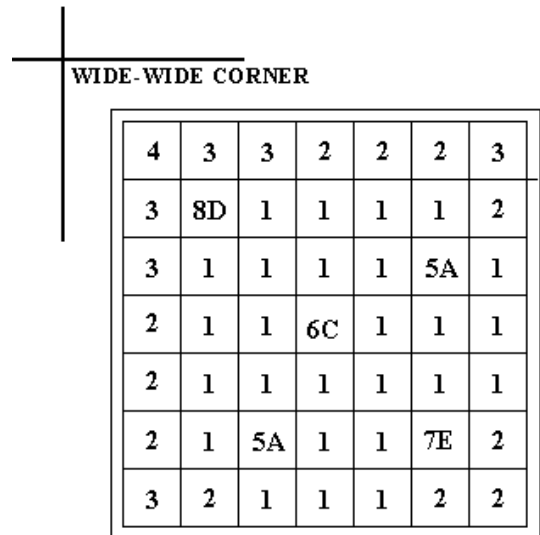 WIDE-WIDE CORNER
4 3 3 2 2 2 3
3 8D 1 1 1 1 2
3 1 1 1 1 5A 1
2 1 1 6C 1 1 1
2 1 1 1 1 1 1
2 1 5A 1 1 7E 2
3 2 1 1 1 2 2